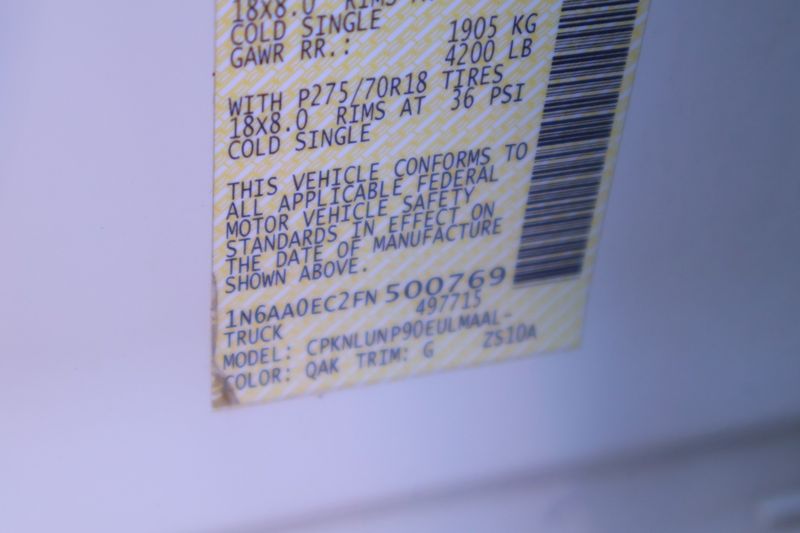 18X8.0 RIMS A
COLD SINGLE
GAWR RR.: 1905 KG
4200 LB
WITH P275/70R18 TIRES
18X8.0 RIMS AT 36 PSI
COLD SINGLE
THIS VEHICLE CONFORMS TO
ALL APPLICABLE FEDERAL
MOTOR VEHICLE SAFETY
STANDARDS IN EFFECT ON
THE DATE OF MANUFACTURE
SHOWN ABOVE.
1N6AA0EC2FN500769
TRUCK 497715
MODEL: CPKNLUNP90EULMAAL-
COLOR: QAK TRIM: G ZS10A